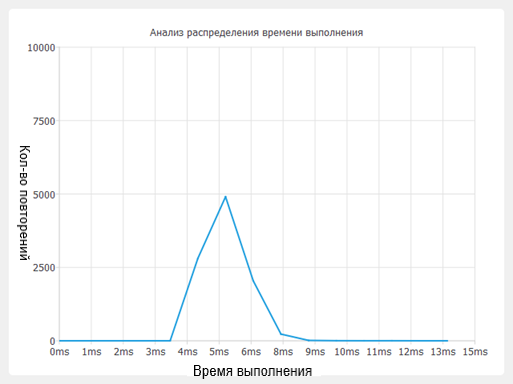 Анализ распределения времени выполнения
10000
7500
5000
2500
0
Кол-во повторений
0ms 1ms 2ms 3ms 4ms 5ms 6ms 7ms 8ms 9ms 10ms 11ms 12ms 13ms 15ms
Время выполнения